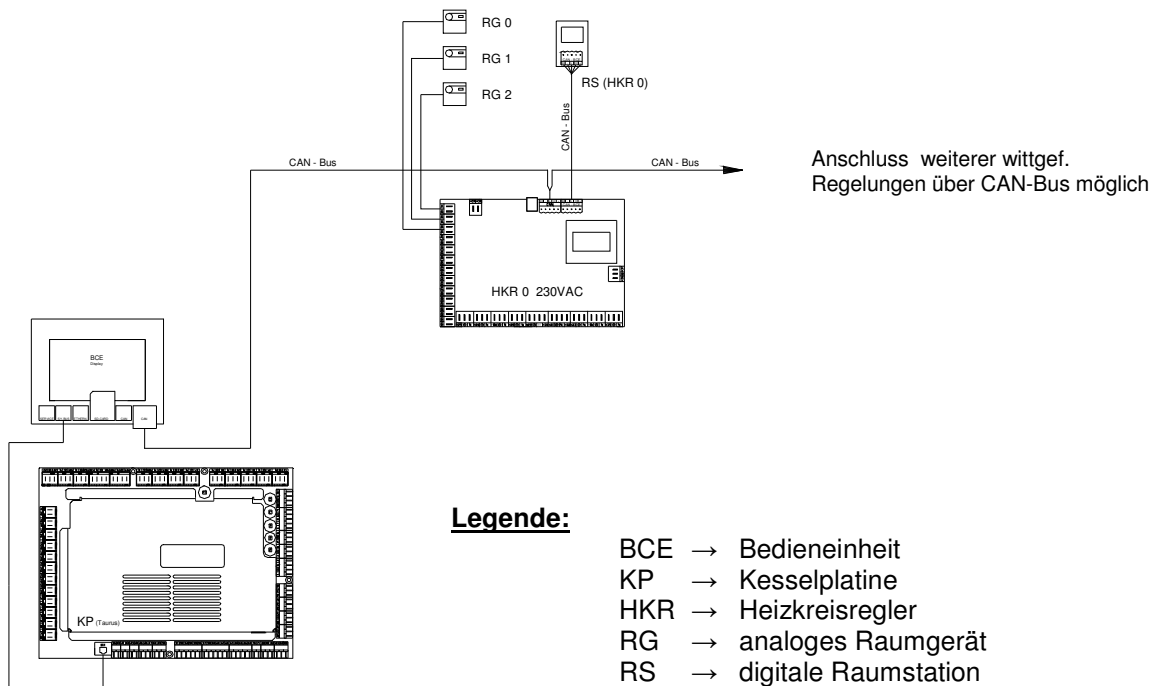 RG 0
RG 1
RG 2
RS (HKR 0)
CAN - Bus
CAN - Bus
CAN - Bus
Anschluss weiterer wittgef.
Regelungen über CAN-Bus möglich
HKR 0 230VAC
BCE
Display
KP (Taurus)
Legende:
BCE → Bedieneinheit
KP → Kesselplatine
HKR → Heizkreisregler
RG → analoges Raumgerät
RS → digitale Raumstation